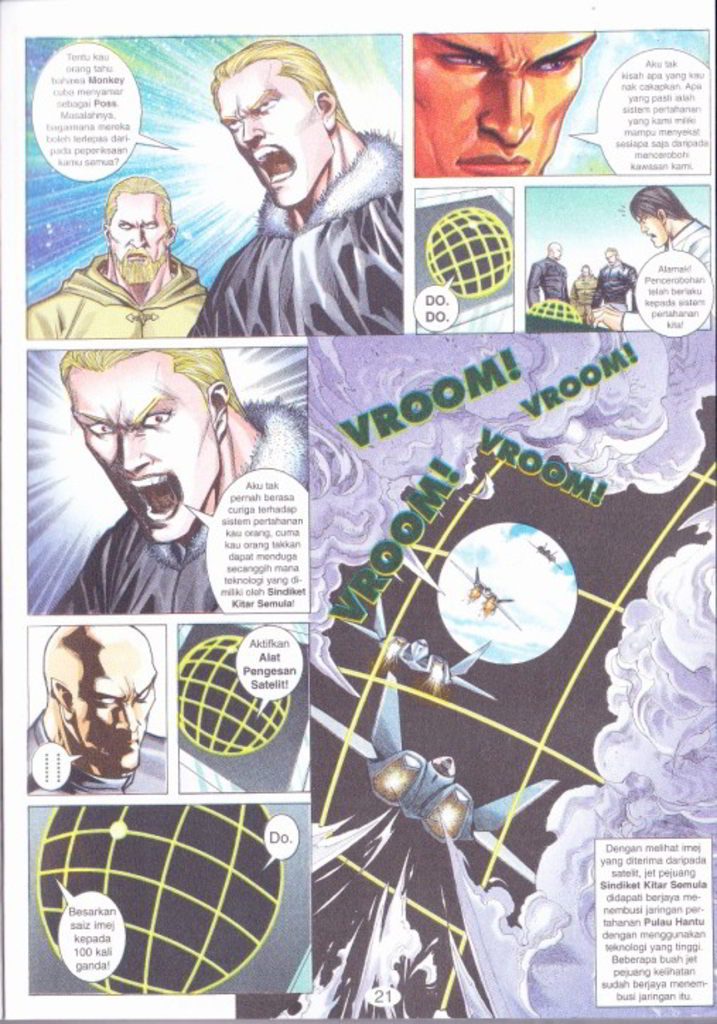 Tentu kau
orang tahu
bahawa Monkey
cuba menyamar
sebagai Poss.
Masalahnya,
bagaimana mereka
boleh terlepas dari-
pada peperiksaan
kamu semua?
Aku tak
kisah apa yang kau
nak cakapkan. Apa
yang pasti ialah
sistem pertahanan
yang kami miliki
mampu menyekat
sesiapa sahaja daripada
menceroboh
kawasan kami.
DO.
DO.
Alamak!
Pencerobohan
telah berlaku
kepada sistem
pertahanan
kita!
Aku tak
pernah berasa
curiga terhadap
sistem pertahanan
kau orang, cuma
kau orang takkan
dapat menduga
secanggih mana
teknologi yang di-
miliki oleh Sindiket
Kitar Semula!
VROOM!
VROOM!
VROOM!
VROOM!
Aktifkan
Alat
Pengesan
Satelit!
Do.
Besarkan
saiz imej
kepada
100 kali
ganda!
Dengan melihat imej
yang diterima daripada
satelit, jet pejuang
Sindiket Kitar Semula
didapati berjaya me-
nembusi jaringan per-
tahanan Pulau Hantu
dengan menggunakan
teknologi yang tinggi.
Beberapa buah jet
pejuang kelihatan
sudah berjaya menem-
busi jaringan itu.
21